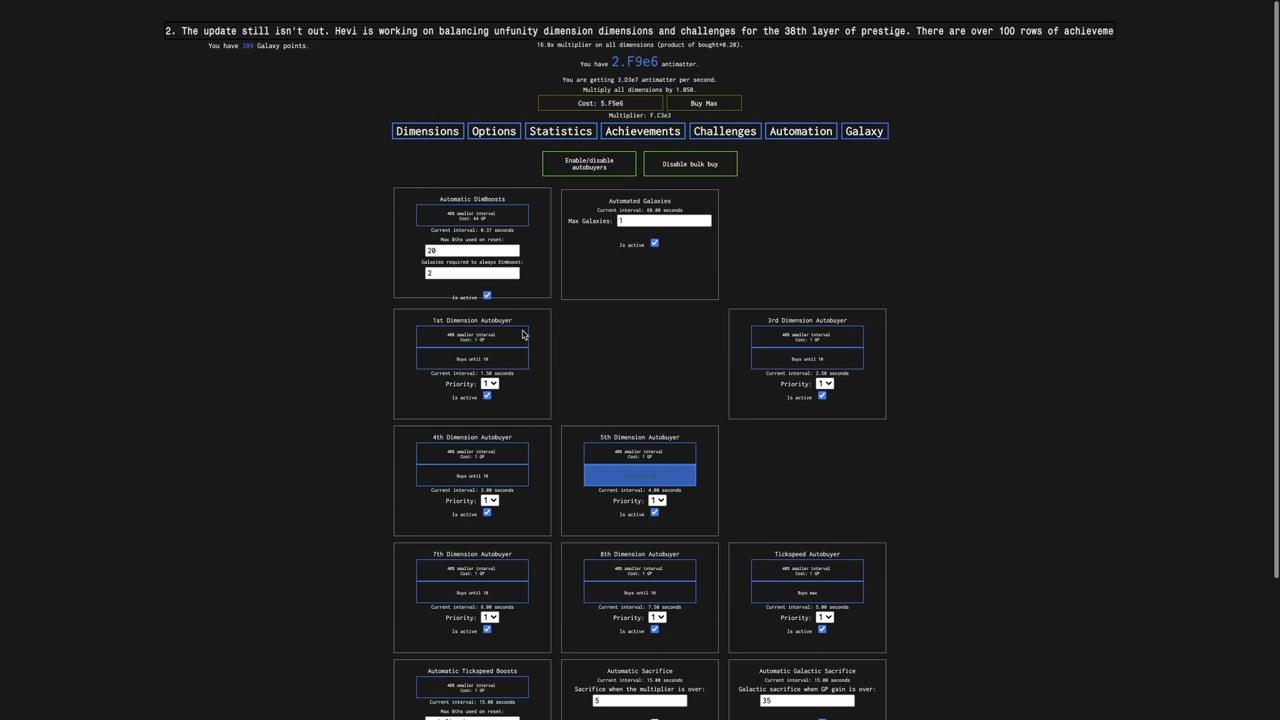 2. The update still isn't out. Hevi is working on balancing unfunity dimension dimensions and challenges for the 38th layer of prestige. There are over 100 rows of achieveme
You have 389 Galaxy points.
16.0x multiplier on all dimensions (product of bought*0.20).
You have 2.F9e6 antimatter.
You are getting 3.D3e7 antimatter per second.
Multiply all dimensions by 1.050.
Cost: 5.F5e6
Buy Max
Multiplier: F.C3e3
Dimensions
Options
Statistics
Achievements
Challenges
Automation
Galaxy
Enable/disable
autobuyers
Disable bulk buy
Automatic DimBoosts
40% smaller interval
Cost: 64 GP
Current interval: 0.37 seconds
Max 8ths used on reset:
20
Galaxies required to always Dimboost:
2
Is active
Automated Galaxies
Current interval: 60.00 seconds
Max Galaxies: 1
Is active
1st Dimension Autobuyer
40% smaller interval
Cost: 1 GP
Buys until 10
Current interval: 1.50 seconds
Priority: 1
Is active
3rd Dimension Autobuyer
40% smaller interval
Cost: 1 GP
Buys until 10
Current interval: 2.50 seconds
Priority: 1
Is active
4th Dimension Autobuyer
40% smaller interval
Cost: 1 GP
Buys until 10
Current interval: 3.00 seconds
Priority: 1
Is active
5th Dimension Autobuyer
40% smaller interval
Cost: 1 GP
Current interval: 4.00 seconds
Priority: 1
Is active
7th Dimension Autobuyer
40% smaller interval
Cost: 1 GP
Buys until 10
Current interval: 6.00 seconds
Priority: 1
Is active
8th Dimension Autobuyer
40% smaller interval
Cost: 1 GP
Buys until 10
Current interval: 7.50 seconds
Priority: 1
Is active
Tickspeed Autobuyer
40% smaller interval
Cost: 1 GP
Buys max
Current interval: 5.00 seconds
Priority: 1
Is active
Automatic Tickspeed Boosts
40% smaller interval
Cost: 1 GP
Current interval: 15.00 seconds
Max 8ths used on reset:
Automatic Sacrifice
Current interval: 15.00 seconds
Sacrifice when the multiplier is over:
5
Automatic Galactic Sacrifice
Current interval: 15.00 seconds
Galactic sacrifice when GP gain is over:
35